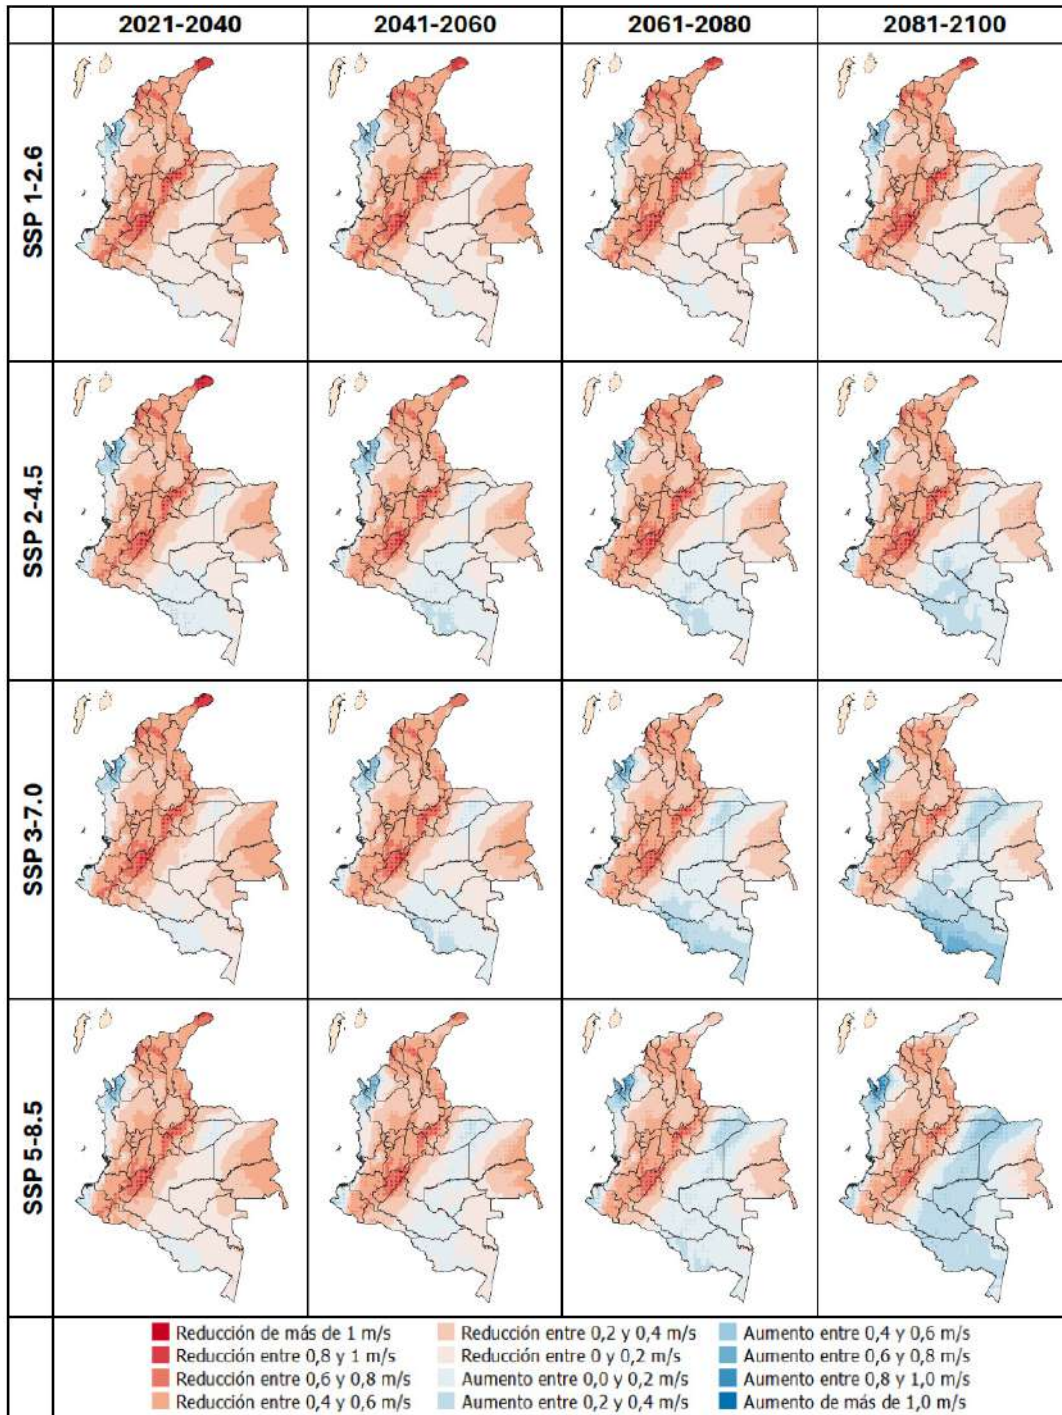 2021-2040 2041-2060 2061-2080 2081-2100
SSP 1-2.6
SSP 2-4.5
SSP 3-7.0
SSP 5-8.5
Reducción de más de 1 m/s Reducción entre 0,2 y 0,4 m/s Aumento entre 0,4 y 0,6 m/s
Reducción entre 0,8 y 1 m/s Reducción entre 0 y 0,2 m/s Aumento entre 0,6 y 0,8 m/s
Reducción entre 0,6 y 0,8 m/s Aumento entre 0,0 y 0,2 m/s Aumento entre 0,8 y 1,0 m/s
Reducción entre 0,4 y 0,6 m/s Aumento entre 0,2 y 0,4 m/s Aumento de más de 1,0 m/s